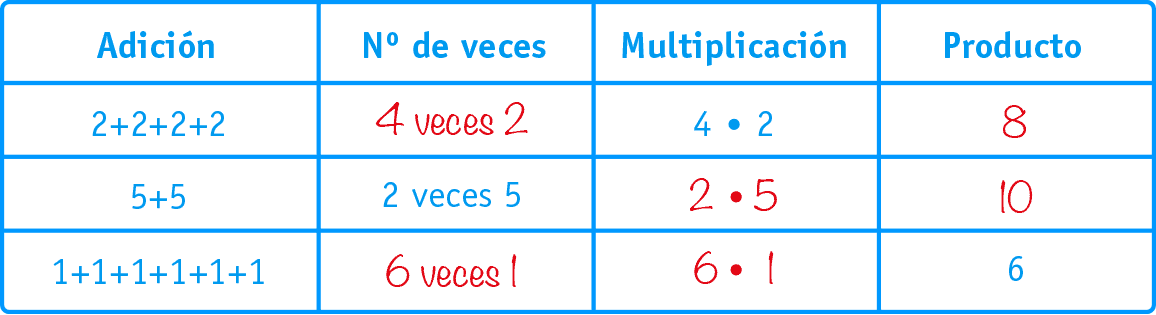 Adición Nº de veces Multiplicación Producto
2+2+2+2 4 veces 2 4 • 2 8
5+5 2 veces 5 2 • 5 10
1+1+1+1+1+1 6 veces 1 6 • 1 6